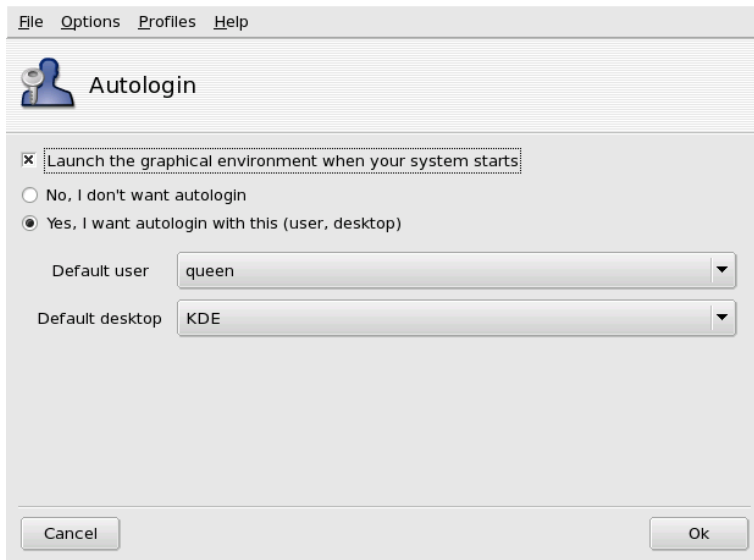 File Options Profiles Help
Autologin
Launch the graphical environment when your system starts
No, I don't want autologin
Yes, I want autologin with this (user, desktop)
Default user queen
Default desktop KDE
Cancel Ok